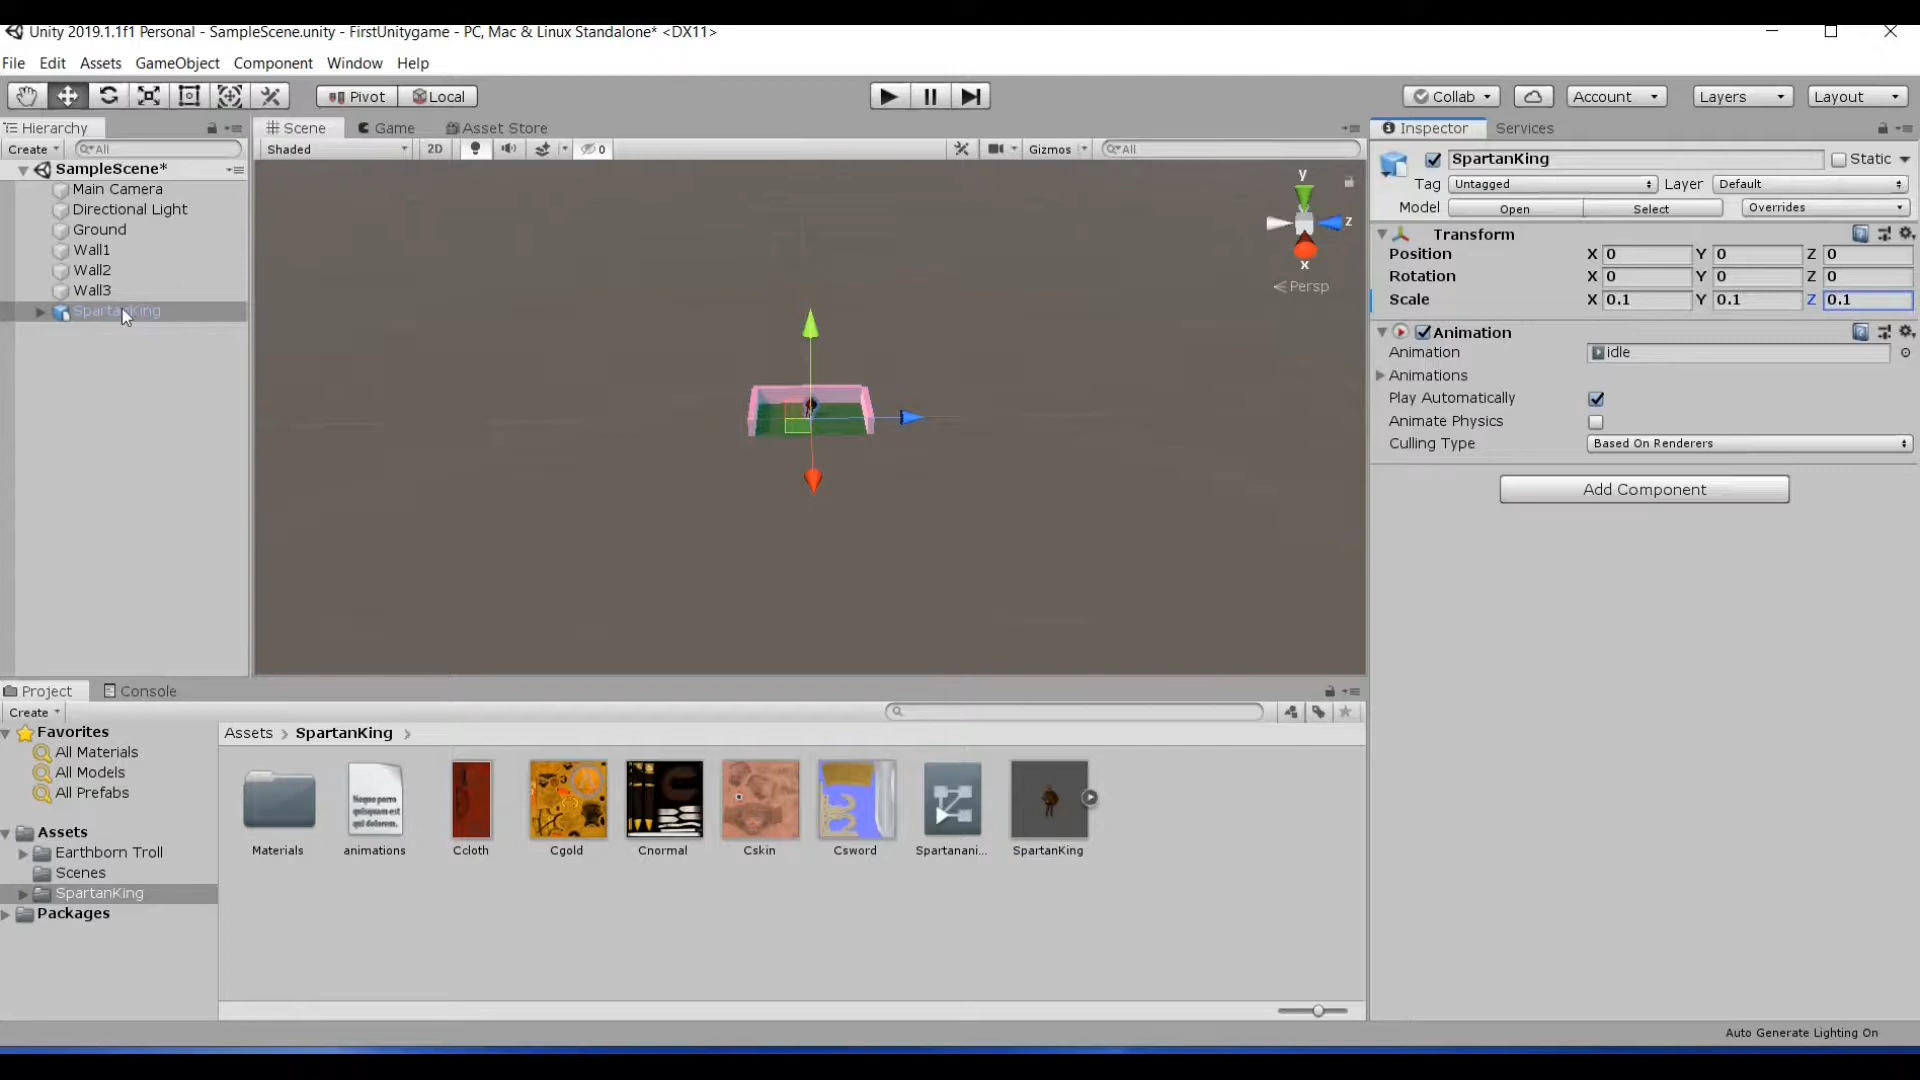 Unity 2019.1.1f1 Personal - SampleScene.unity - FirstUnitygame - PC, Mac & Linux Standalone* <DX11>
File Edit Assets GameObject Component Window Help
Pivot Local Collab Account Layers Layout
Hierarchy Scene Game Asset Store Inspector Services
Create All Shaded 2D 0 Gizmos All
SampleScene*
Main Camera
Directional Light
Ground
Wall1
Wall2
Wall3
SpartanKing
y
z
x
Persp
SpartanKing Static
Tag Untagged Layer Default
Model Open Select Overrides
Transform
Position X 0 Y 0 Z 0
Rotation X 0 Y 0 Z 0
Scale X 0.1 Y 0.1 Z 0.1
Animation
Animation idle
Animations
Play Automatically
Animate Physics
Culling Type Based On Renderers
Add Component
Project Console
Create
Favorites
All Materials
All Models
All Prefabs
Assets
Earthborn Troll
Scenes
SpartanKing
Packages
Assets > SpartanKing >
Neque porro
quisquam est
qui dolorem.
Materials animations Ccloth Cgold Cnormal Cskin Csword Spartanani... SpartanKing
Auto Generate Lighting On